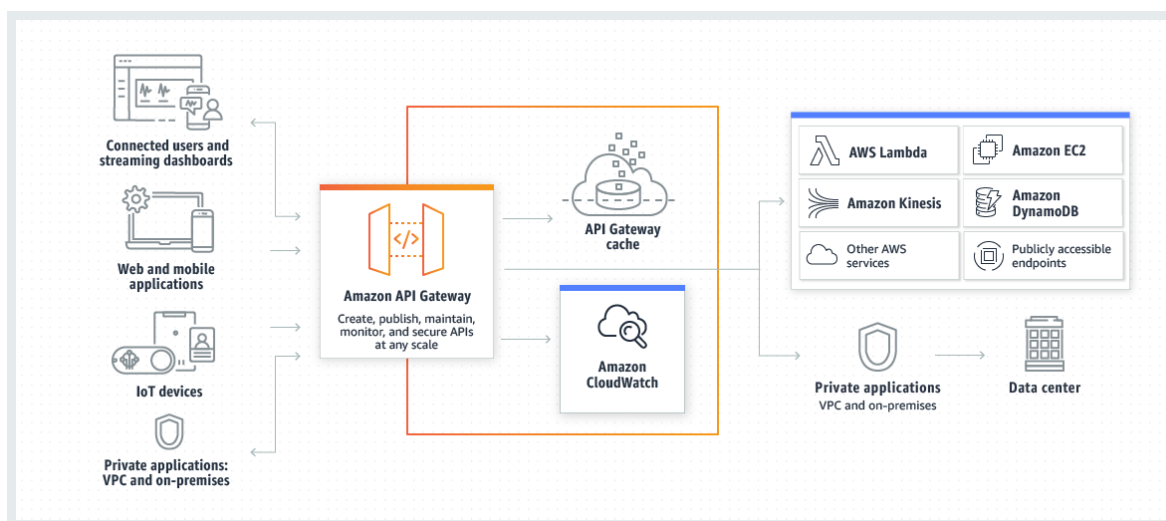 Connected users and
streaming dashboards
Web and mobile
applications
IoT devices
Private applications:
VPC and on-premises
</>
Amazon API Gateway
Create, publish, maintain,
monitor, and secure APIs
at any scale
API Gateway
cache
Amazon
CloudWatch
AWS Lambda
Amazon EC2
Amazon Kinesis
Amazon
DynamoDB
Other AWS
services
Publicly accessible
endpoints
Private applications
VPC and on-premises
Data center